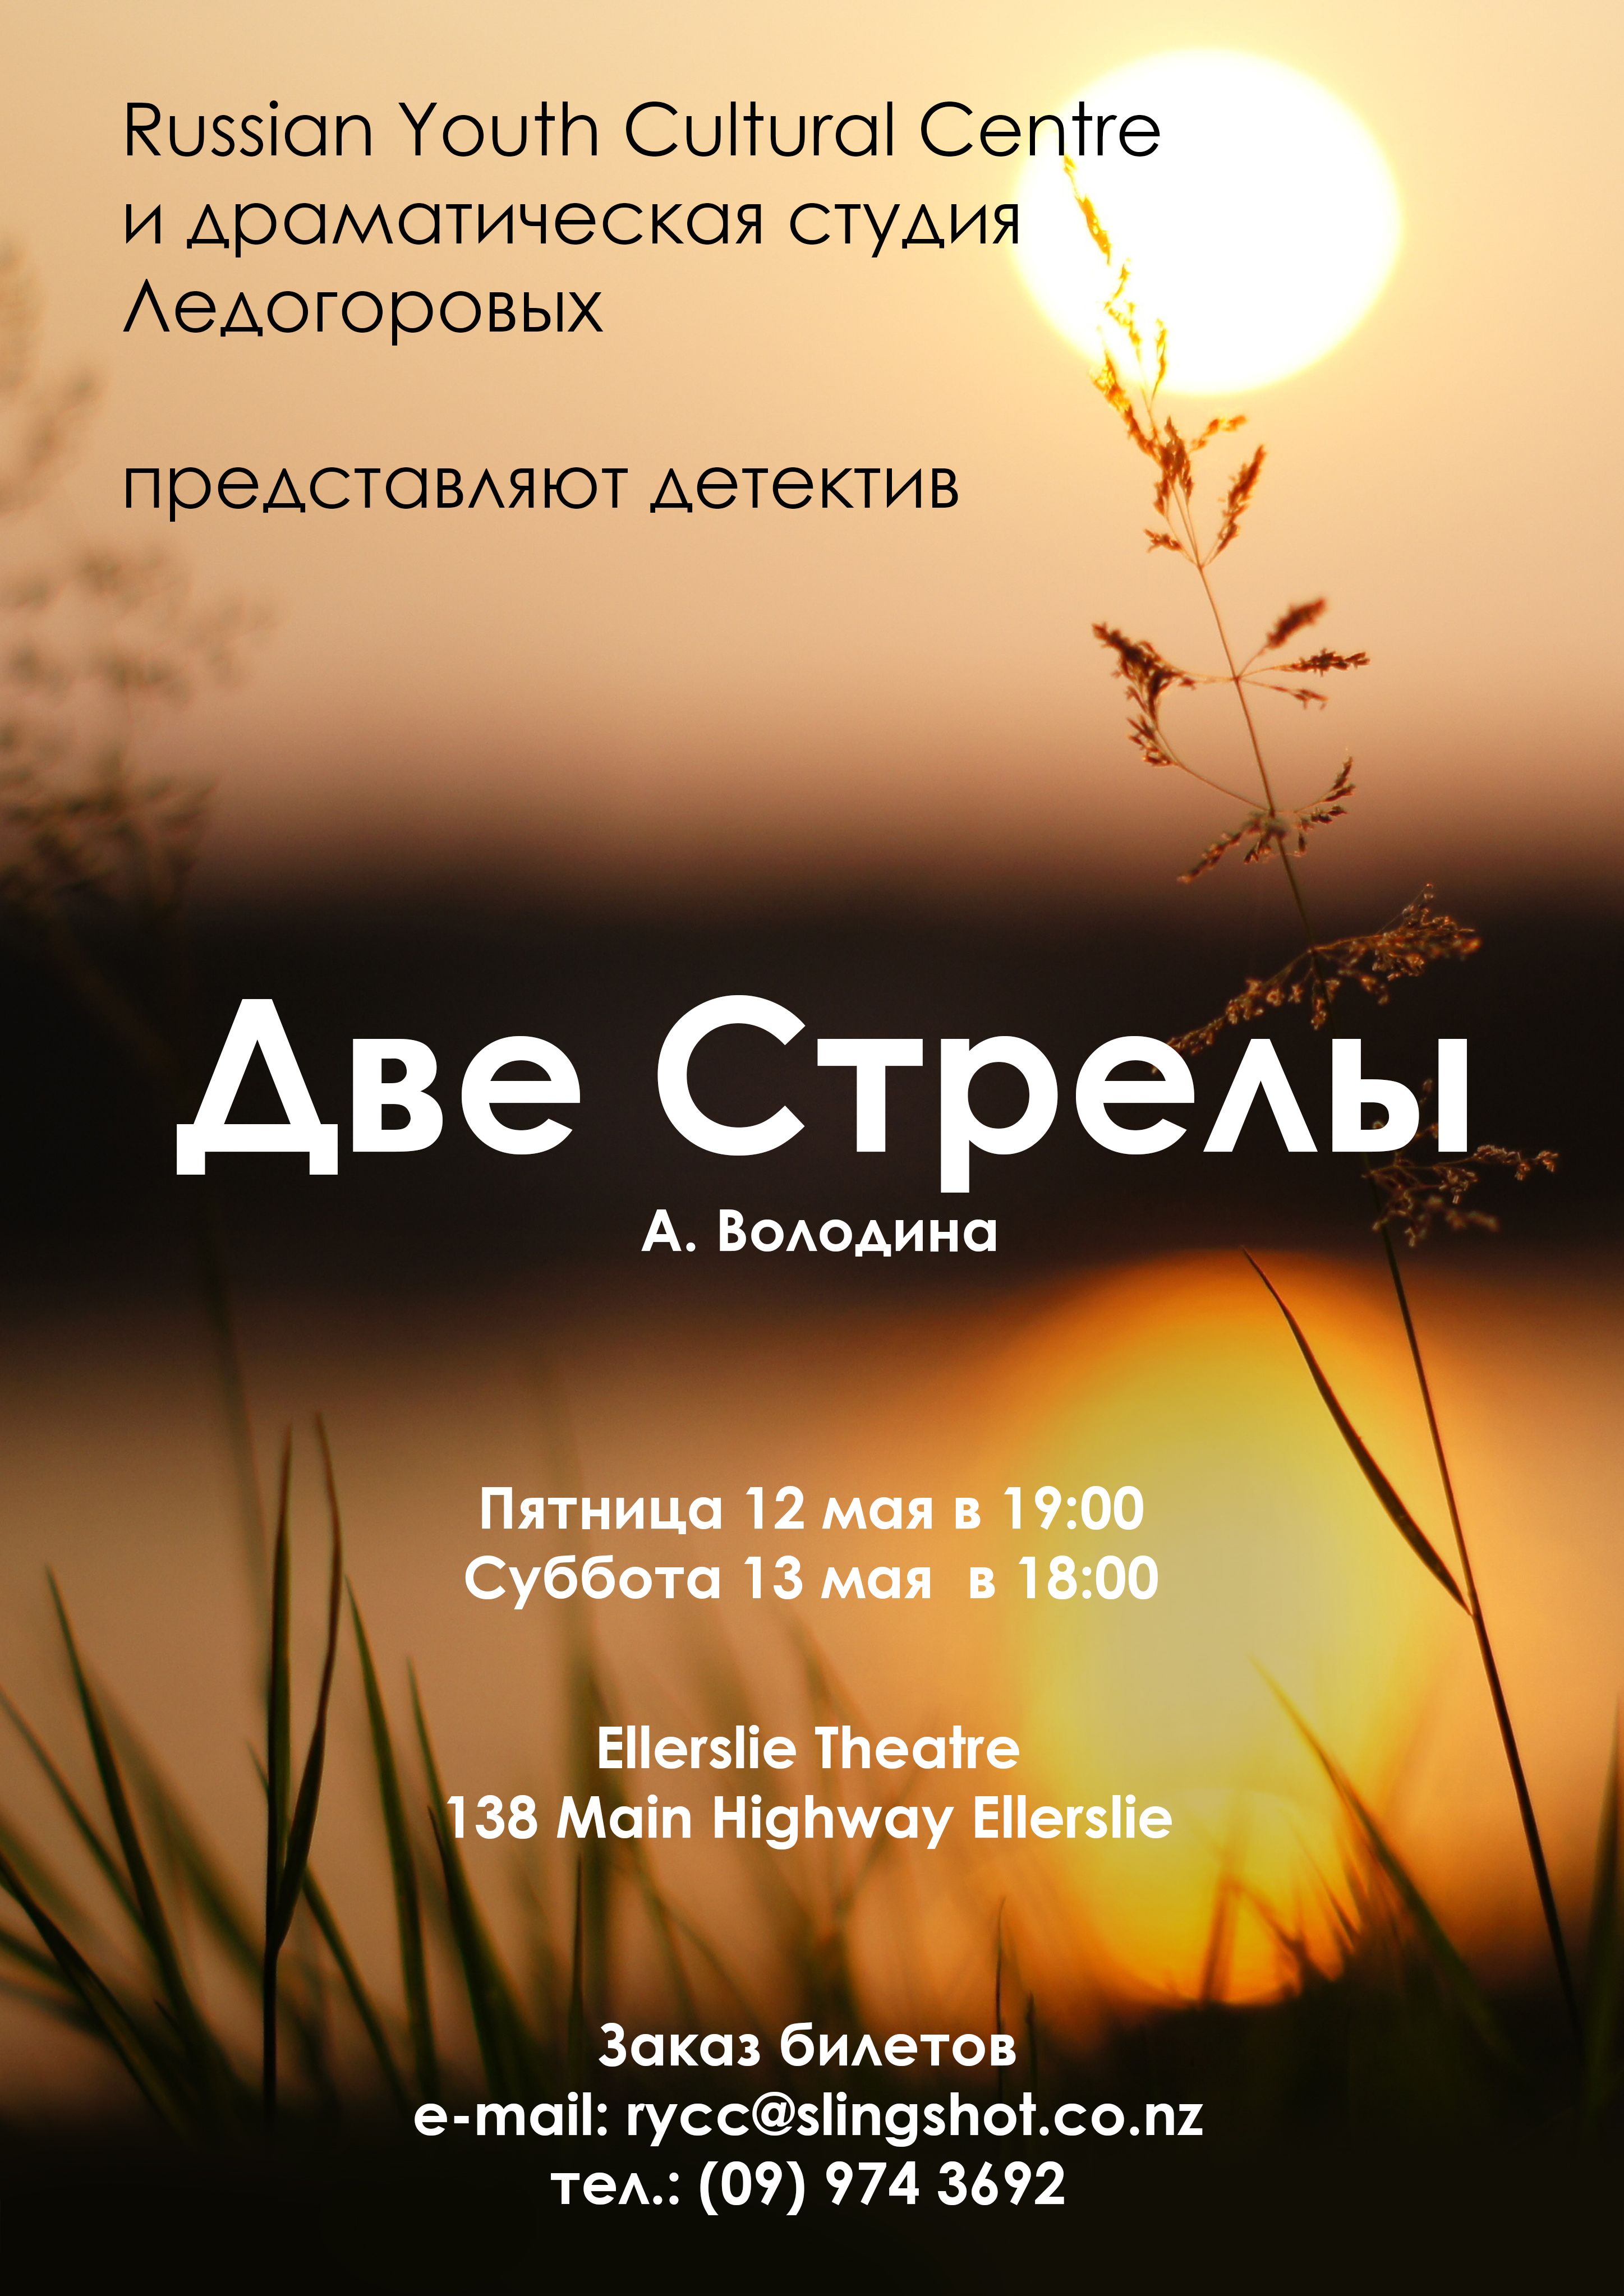 Russian Youth Cultural Centre
и драматическая студия
Ледогоровых
представляют детектив
Две Стрелы
А. Володина
Пятница 12 мая в 19:00
Суббота 13 мая в 18:00
Ellerslie Theatre
138 Main Highway Ellerslie
Заказ билетов
e-mail: rycc@slingshot.co.nz
тел.: (09) 974 3692